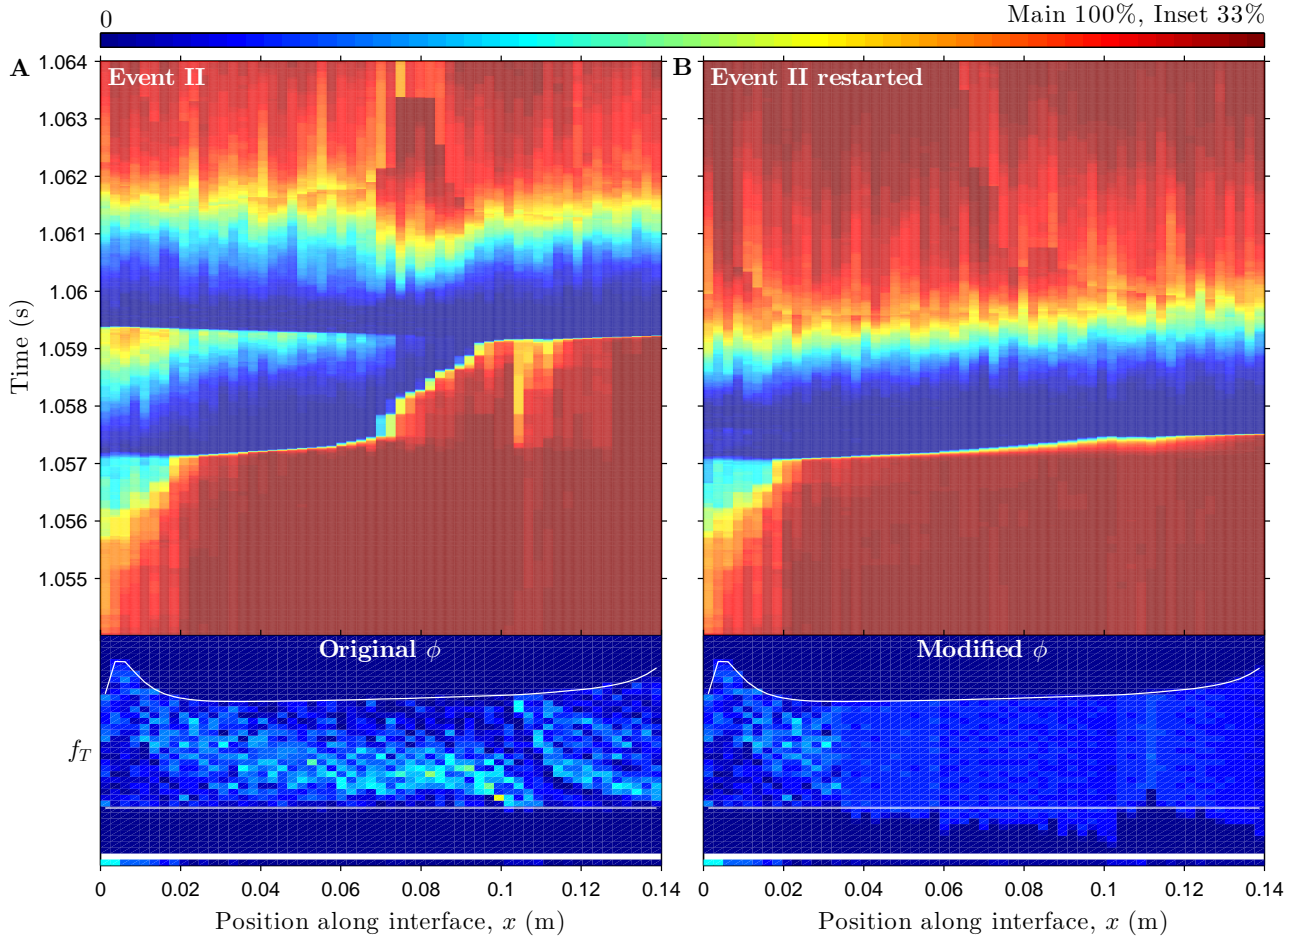 0
Main 100%, Inset 33%
A
Event II
B
Event II restarted
1.064
1.063
1.062
1.061
1.06
1.059
1.058
1.057
1.056
1.055
Time (s)
Original ϕ
Modified ϕ
f_T
0 0.02 0.04 0.06 0.08 0.1 0.12 0.14
0 0.02 0.04 0.06 0.08 0.1 0.12 0.14
Position along interface, x (m)
Position along interface, x (m)